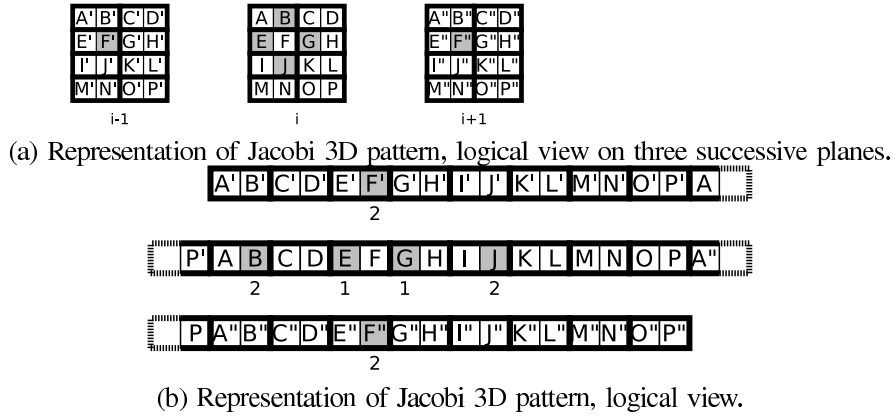 A' B' C' D' A B C D A" B" C" D"
E' F' G' H' E F G H E" F" G" H"
I' J' K' L' I J K L I" J" K" L"
M' N' O' P' M N O P M" N" O" P"
i-1 i i+1
(a) Representation of Jacobi 3D pattern, logical view on three successive planes.
A' B' C' D' E' F' G' H' I' J' K' L' M' N' O' P' A
2
P' A B C D E F G H I J K L M N O P A"
2 1 1 2
P A" B" C" D" E" F" G" H" I" J" K" L" M" N" O" P"
2
(b) Representation of Jacobi 3D pattern, logical view.